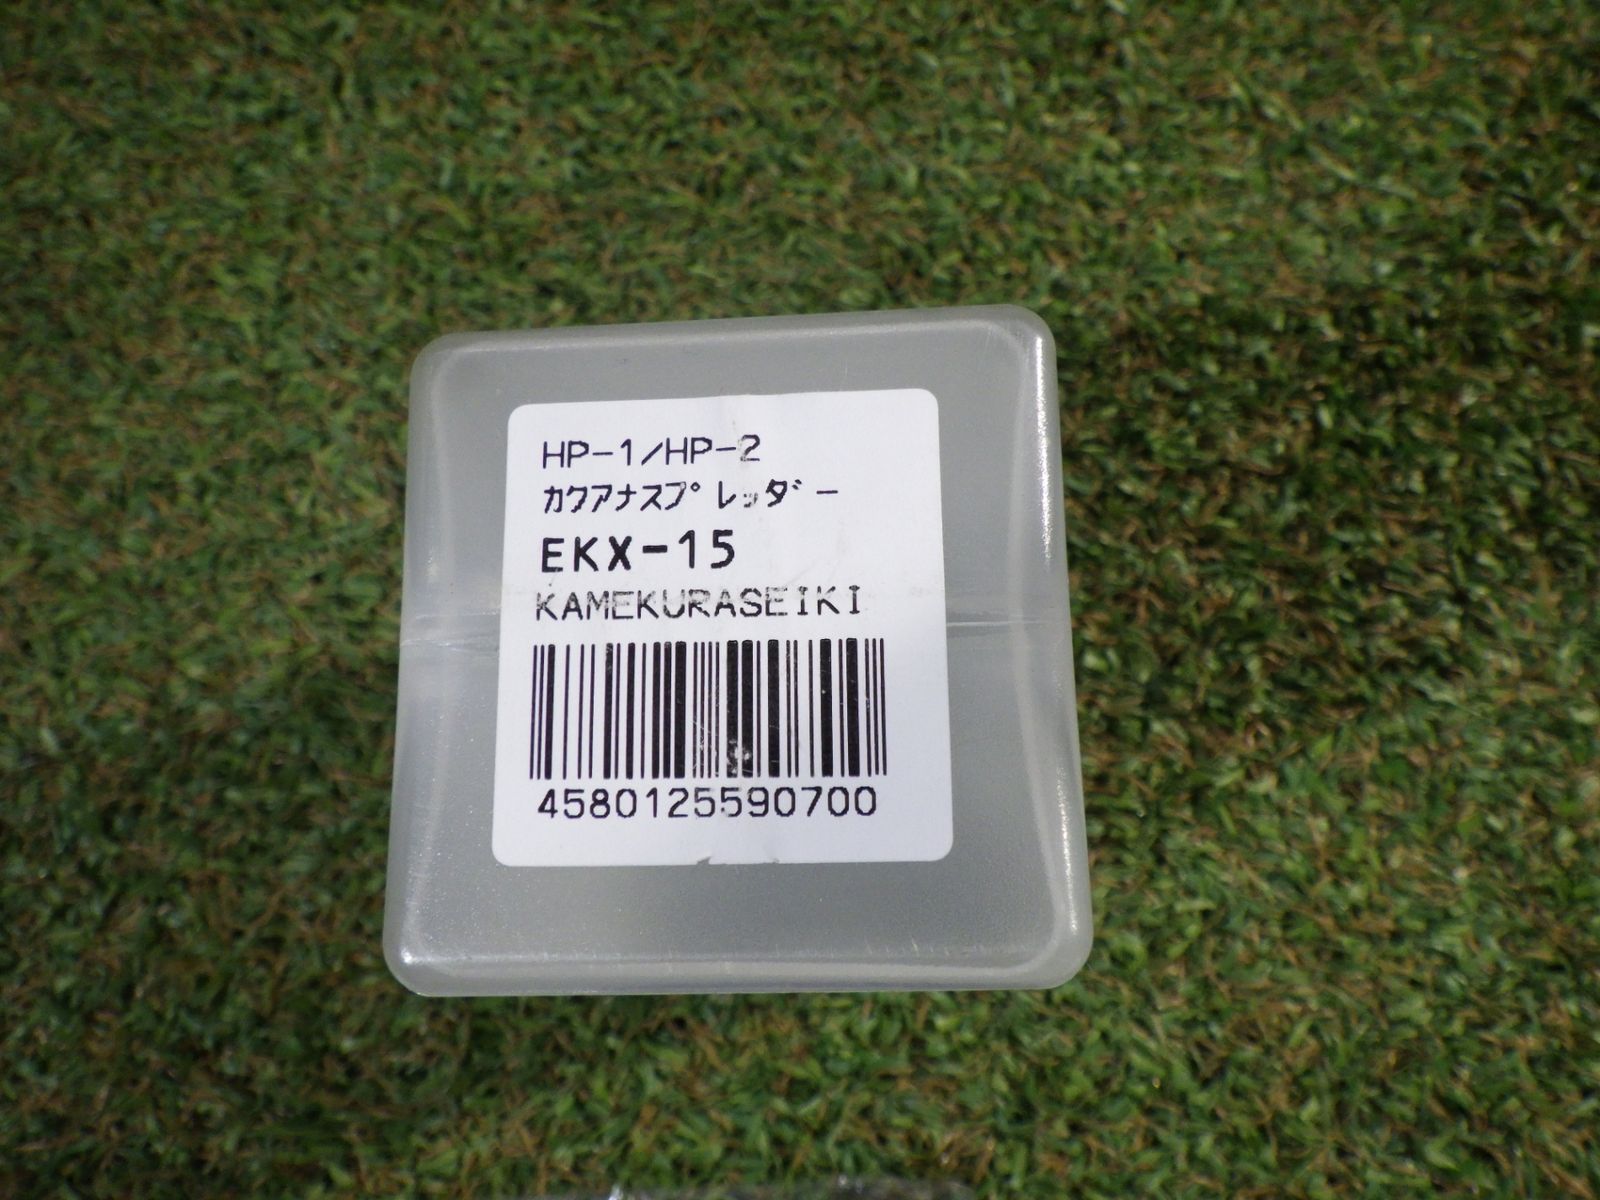 HP-1/HP-2
ｶｸｱﾅｽﾌﾟﾚｯﾀﾞｰ
EKX-15
KAMEKURASEIKI
4580125590700